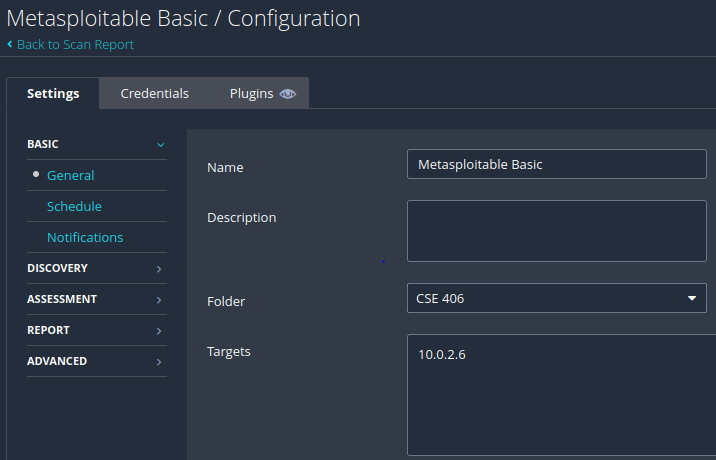 Metasploitable Basic / Configuration
Back to Scan Report
Settings Credentials Plugins
BASIC
General
Schedule
Notifications
DISCOVERY
ASSESSMENT
REPORT
ADVANCED
Name Metasploitable Basic
Description
Folder CSE 406
Targets 10.0.2.6